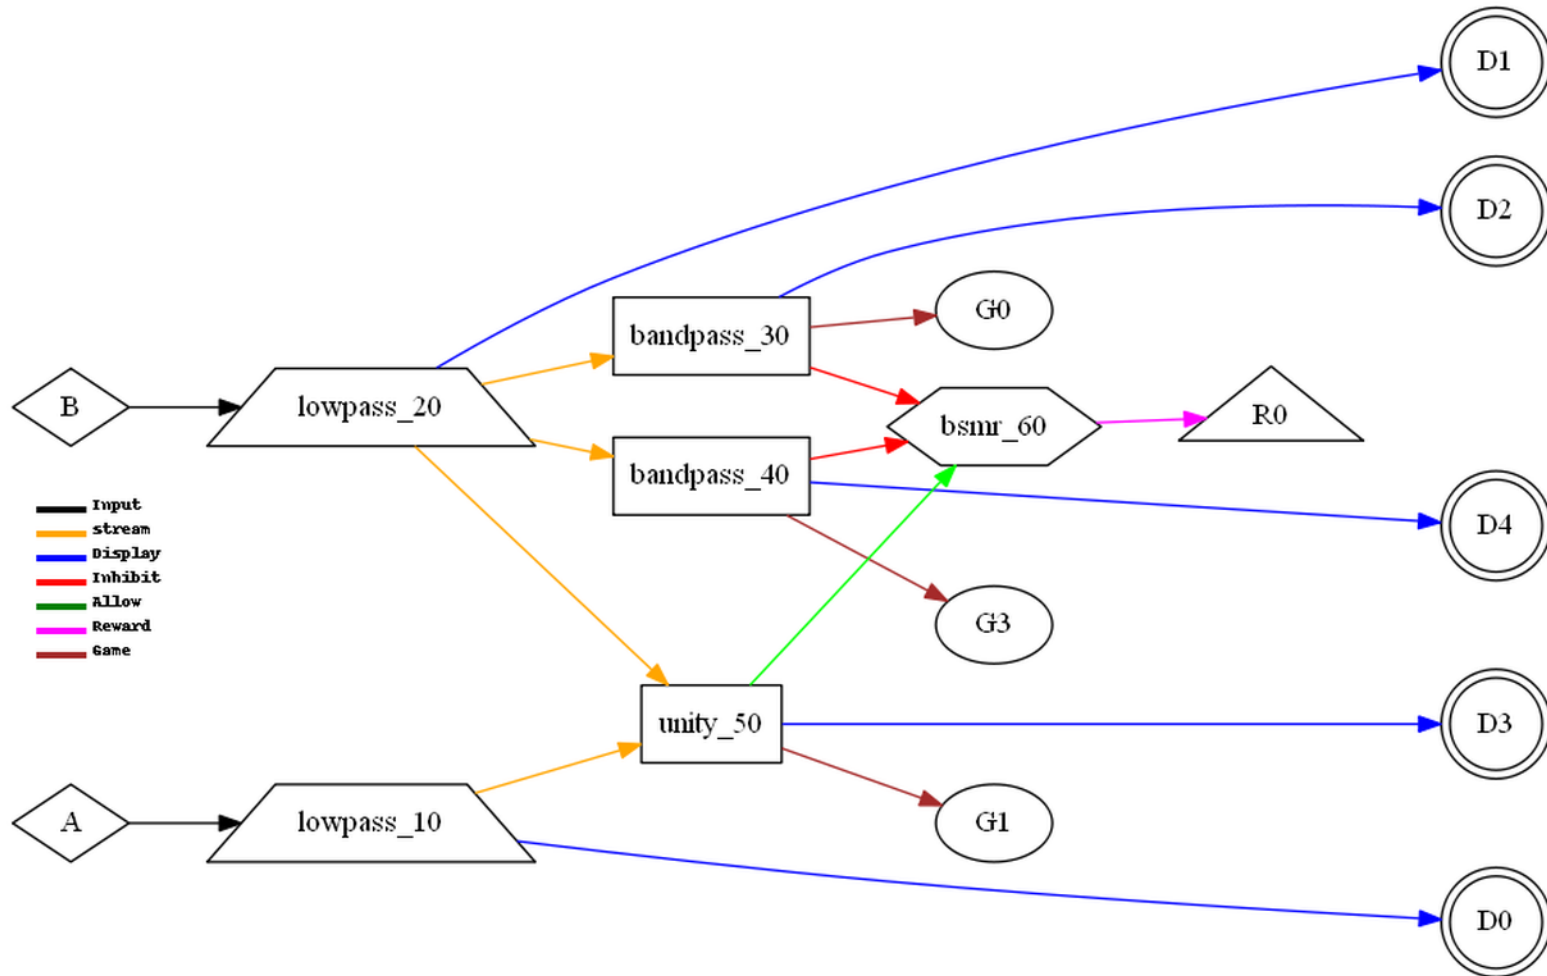 D1
D2
G0
bandpass_30
B
lowpass_20
bsmr_60
R0
bandpass_40
D4
Input
stream
Display
Inhibit
Allow
Reward
Game
G3
unity_50
D3
A
lowpass_10
G1
D0